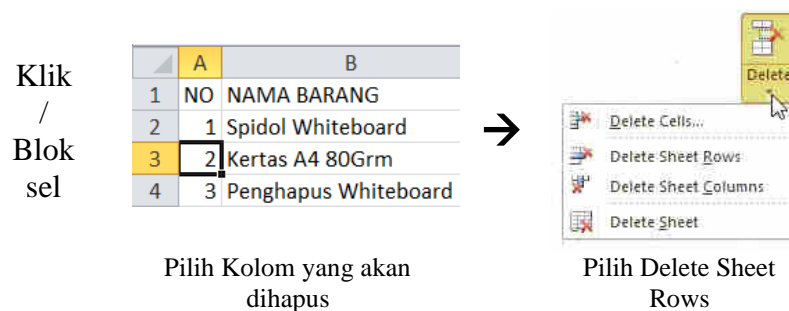 Klik
/
Blok
sel
A B
1 NO NAMA BARANG
2 1 Spidol Whiteboard
3 2 Kertas A4 80Grm
4 3 Penghapus Whiteboard
Pilih Kolom yang akan
dihapus
→
Delete
Delete Cells...
Delete Sheet Rows
Delete Sheet Columns
Delete Sheet
Pilih Delete Sheet
Rows